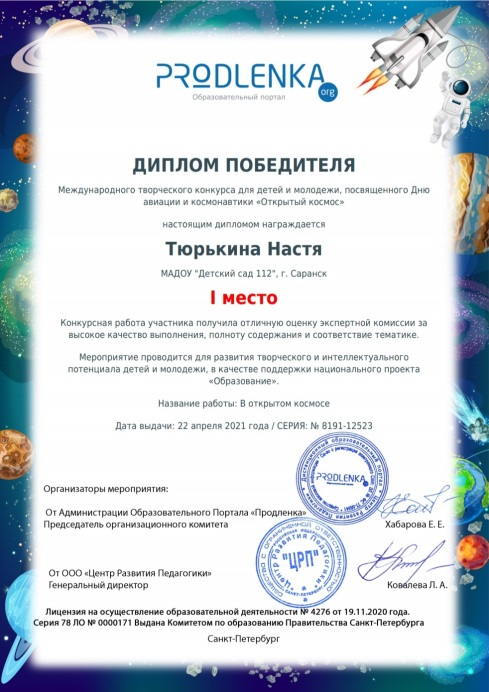 PRODLENKA
.org
Образовательный портал
ДИПЛОМ ПОБЕДИТЕЛЯ
Международного творческого конкурса для детей и молодежи, посвященного Дню
авиации и космонавтики «Открытый космос»
настоящим дипломом награждается
Тюрькина Настя
МАДОУ "Детский сад 112", г. Саранск
I место
Конкурсная работа участника получила отличную оценку экспертной комиссии за
высокое качество выполнения, полноту содержания и соответствие тематике.
Мероприятие проводится для развития творческого и интеллектуального
потенциала детей и молодежи, в качестве поддержки национального проекта
«Образование».
Название работы: В открытом космосе
Дата выдачи: 22 апреля 2021 года / СЕРИЯ: № 8191-12523
PRODLENKA
Организаторы мероприятия:
От Администрации Образовательного Портала «Продленка»
Председатель организационного комитета
Хабарова Е. Е.
"ЦРП"
От ООО «Центр Развития Педагогики»
Генеральный директор
Ковалева Л. А.
Лицензия на осуществление образовательной деятельности № 4276 от 19.11.2020 года.
Серия 78 ЛО № 0000171 Выдана Комитетом по образованию Правительства Санкт-Петербурга
Санкт-Петербург